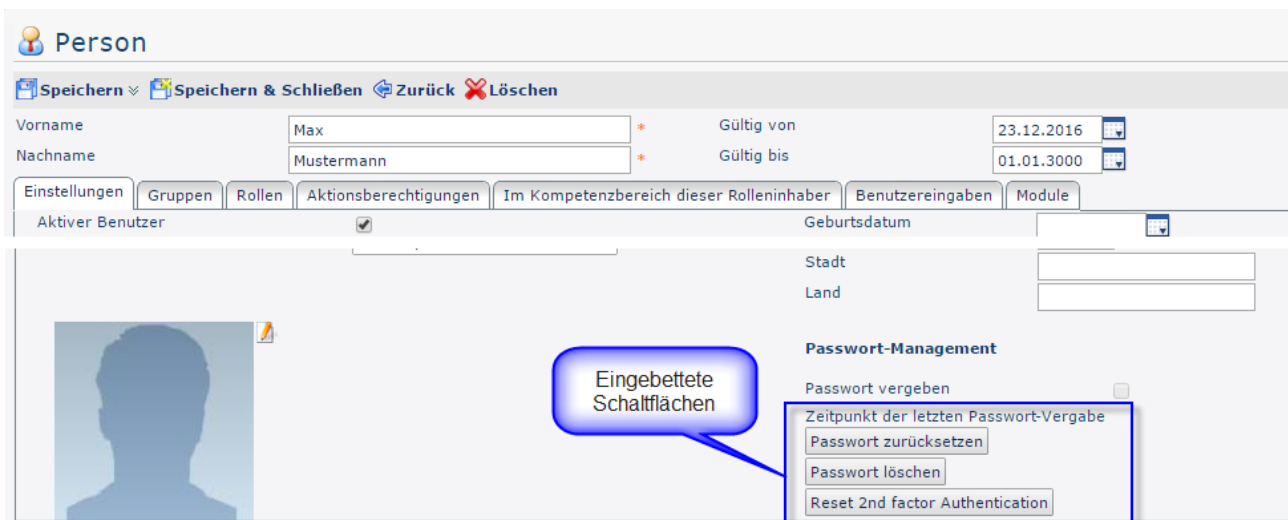 Person
Speichern Speichern & Schließen Zurück Löschen
Vorname Max * Gültig von 23.12.2016
Nachname Mustermann * Gültig bis 01.01.3000
Einstellungen Gruppen Rollen Aktionsberechtigungen Im Kompetenzbereich dieser Rolleninhaber Benutzereingaben Module
Aktiver Benutzer Geburtsdatum
Stadt
Land
Passwort-Management
Eingebettete
Schaltflächen
Passwort vergeben
Zeitpunkt der letzten Passwort-Vergabe
Passwort zurücksetzen
Passwort löschen
Reset 2nd factor Authentication